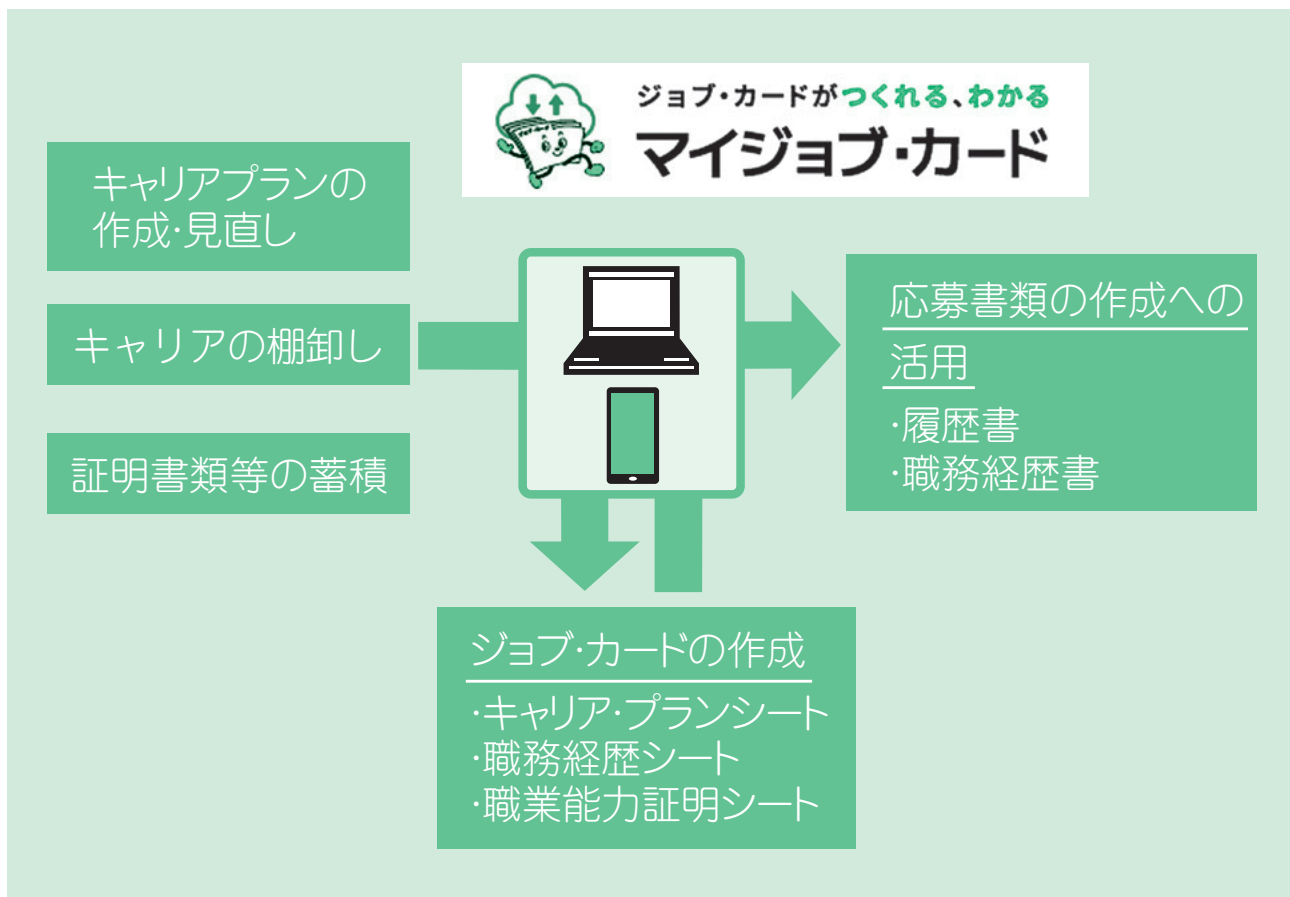 ジョブ・カードがつくれる、わかる
マイジョブ・カード
キャリアプランの
作成・見直し
キャリアの棚卸し
証明書類等の蓄積
応募書類の作成への
活用
・履歴書
・職務経歴書
ジョブ・カードの作成
・キャリア・プランシート
・職務経歴シート
・職業能力証明シート